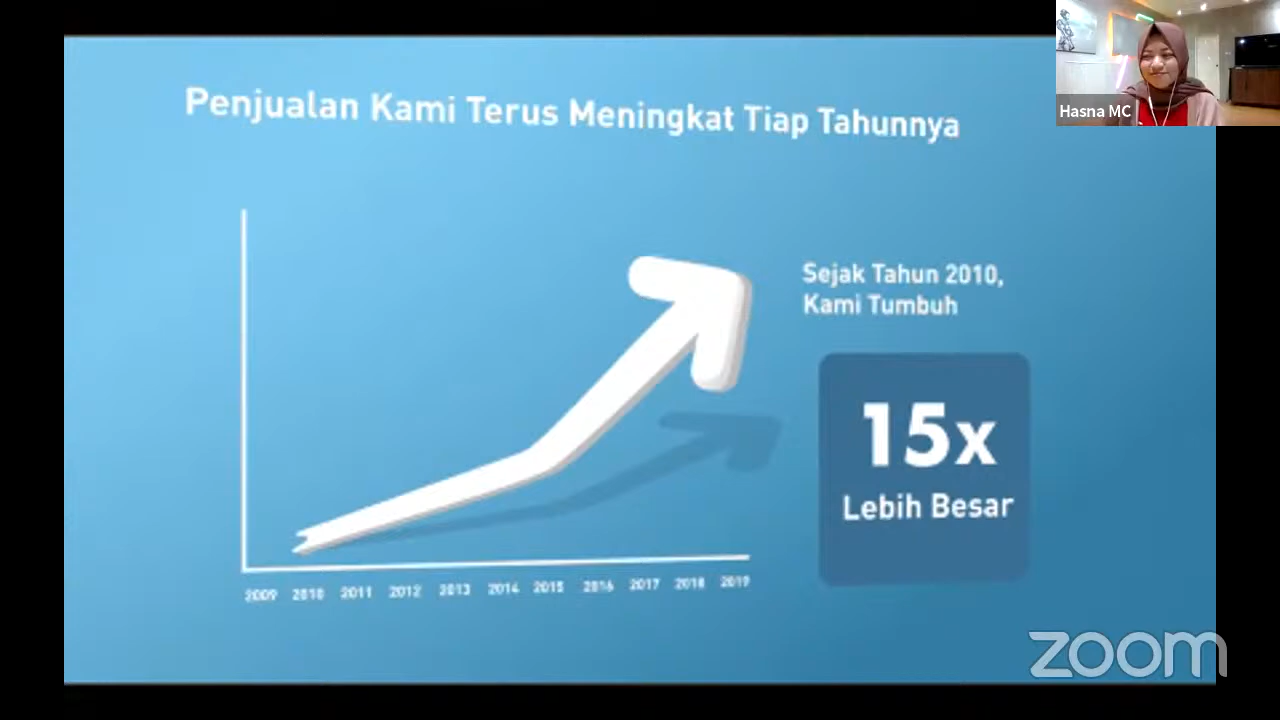 Penjualan Kami Terus Meningkat Tiap Tahunnya
Hasna MC
Sejak Tahun 2010,
Kami Tumbuh
15x
Lebih Besar
2009 2010 2011 2012 2013 2014 2015 2016 2017 2018 2019
zoom